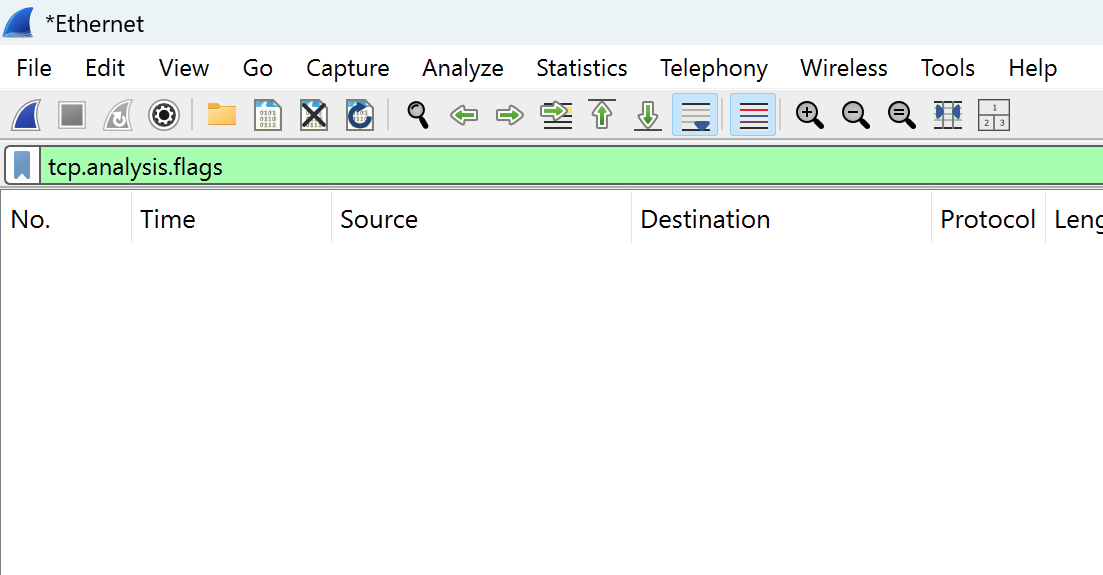 *Ethernet
File Edit View Go Capture Analyze Statistics Telephony Wireless Tools Help
tcp.analysis.flags
No. Time Source Destination Protocol Leng